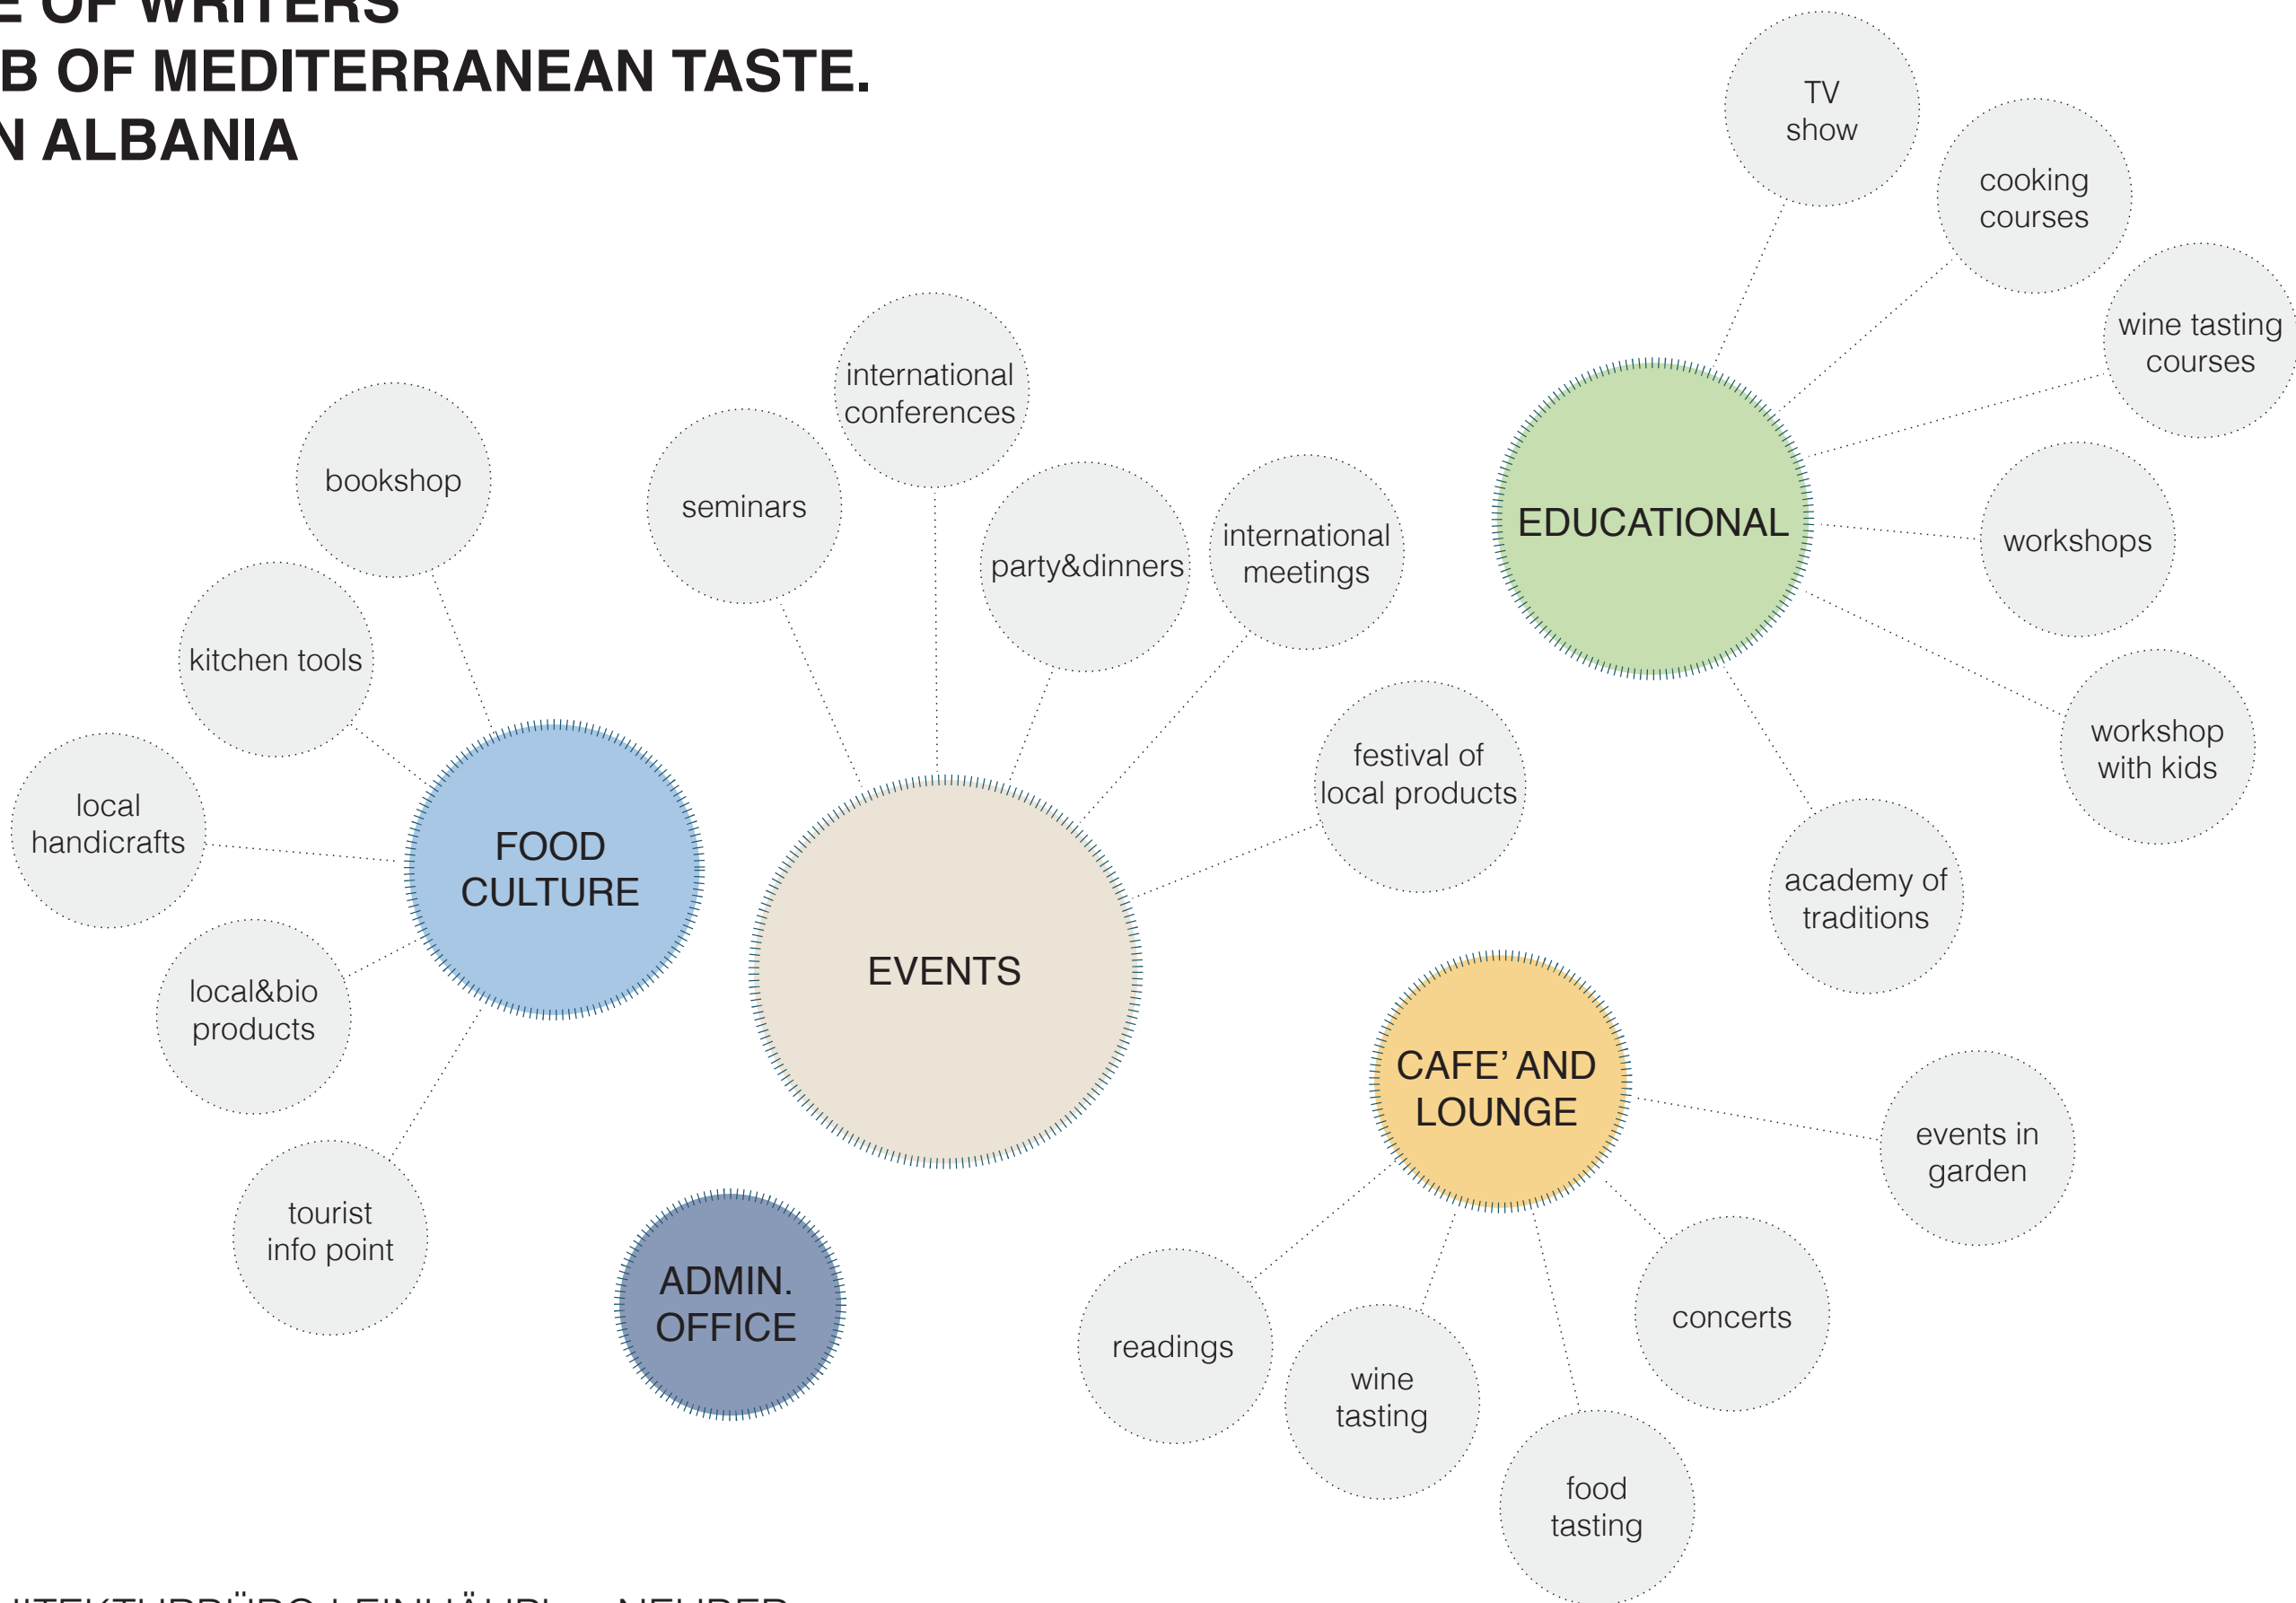 E OF WRITERS
B OF MEDITERRANEAN TASTE.
N ALBANIA
TV
show
cooking
courses
wine tasting
courses
international
conferences
bookshop
seminars
party&dinners
international
meetings
EDUCATIONAL
workshops
kitchen tools
workshop
with kids
festival of
local products
local
handicrafts
FOOD
CULTURE
academy of
traditions
EVENTS
local&bio
products
CAFE’ AND
LOUNGE
events in
garden
tourist
info point
ADMIN.
OFFICE
concerts
readings
wine
tasting
food
tasting